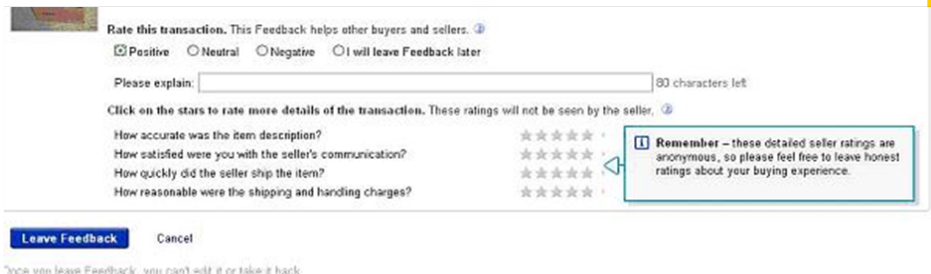 Rate this transaction. This Feedback helps other buyers and sellers.
Positive Neutral Negative I will leave Feedback later
Please explain: 80 characters left
Click on the stars to rate more details of the transaction. These ratings will not be seen by the seller.
How accurate was the item description?
How satisfied were you with the seller's communication?
How quickly did the seller ship the item?
How reasonable were the shipping and handling charges?
Remember – these detailed seller ratings are
anonymous, so please feel free to leave honest
ratings about your buying experience.
Leave Feedback Cancel
Once you leave Feedback, you can't edit it or take it back